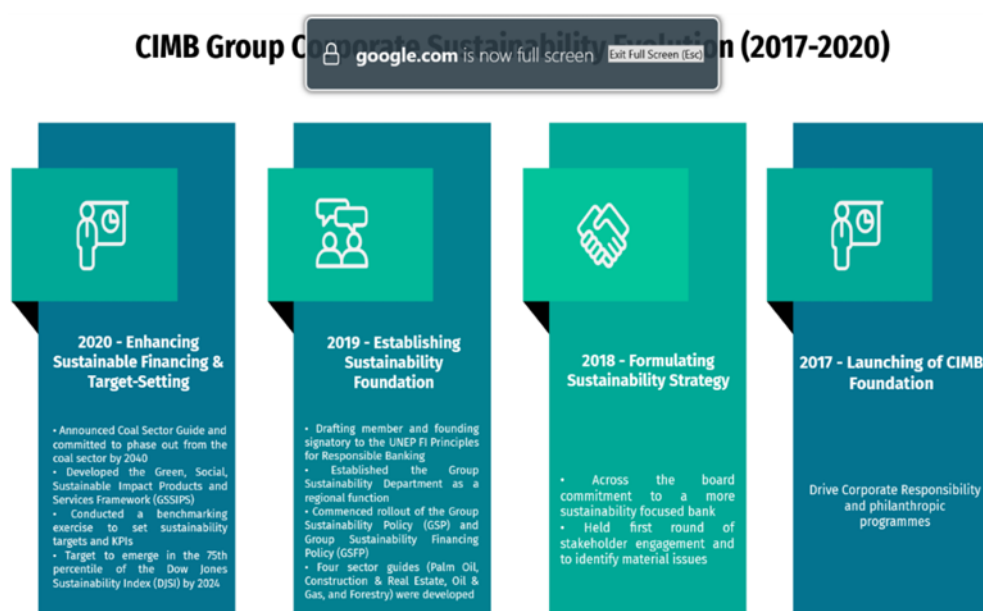 CIMB Group Corporate Sustainability Evolution (2017-2020)
google.com is now full screen Exit Full Screen (Esc)
2020 - Enhancing
Sustainable Financing &
Target-Setting
• Announced Coal Sector Guide and
committed to phase out from the
coal sector by 2040
• Developed the Green, Social,
Sustainable Impact Products and
Services Framework (GSSIPS)
• Conducted a benchmarking
exercise to set sustainability
targets and KPIs
• Target to emerge in the 75th
percentile of the Dow Jones
Sustainability Index (DJSI) by 2024
2019 - Establishing
Sustainability
Foundation
• Drafting member and founding
signatory to the UNEP FI Principles
for Responsible Banking
• Established the Group
Sustainability Department as a
regional function
• Commenced rollout of the Group
Sustainability Policy (GSP) and
Group Sustainability Financing
Policy (GSFP)
• Four sector guides (Palm Oil,
Construction & Real Estate, Oil &
Gas, and Forestry) were developed
2018 - Formulating
Sustainability Strategy
• Across the board
commitment to a more
sustainability focused bank
• Held first round of
stakeholder engagement and
to identify material issues
2017 - Launching of CIMB
Foundation
Drive Corporate Responsibility
and philanthropic
programmes